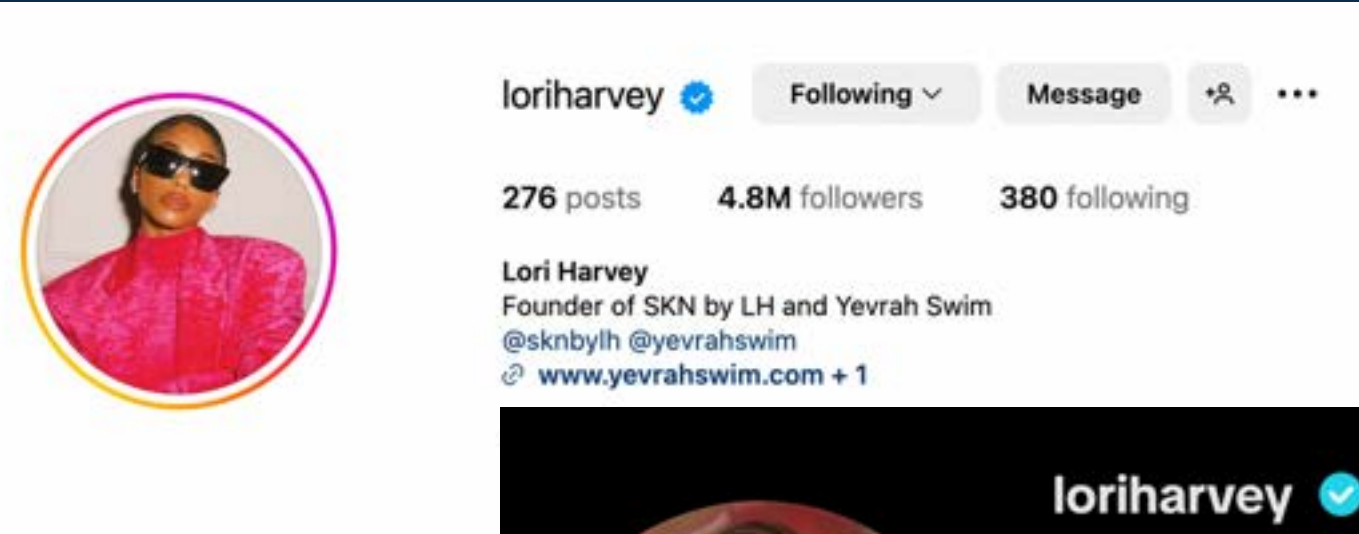 loriharvey Following Message
276 posts 4.8M followers 380 following
Lori Harvey
Founder of SKN by LH and Yevrah Swim
@sknbylh @yevrahswim
www.yevrahswim.com + 1
loriharvey